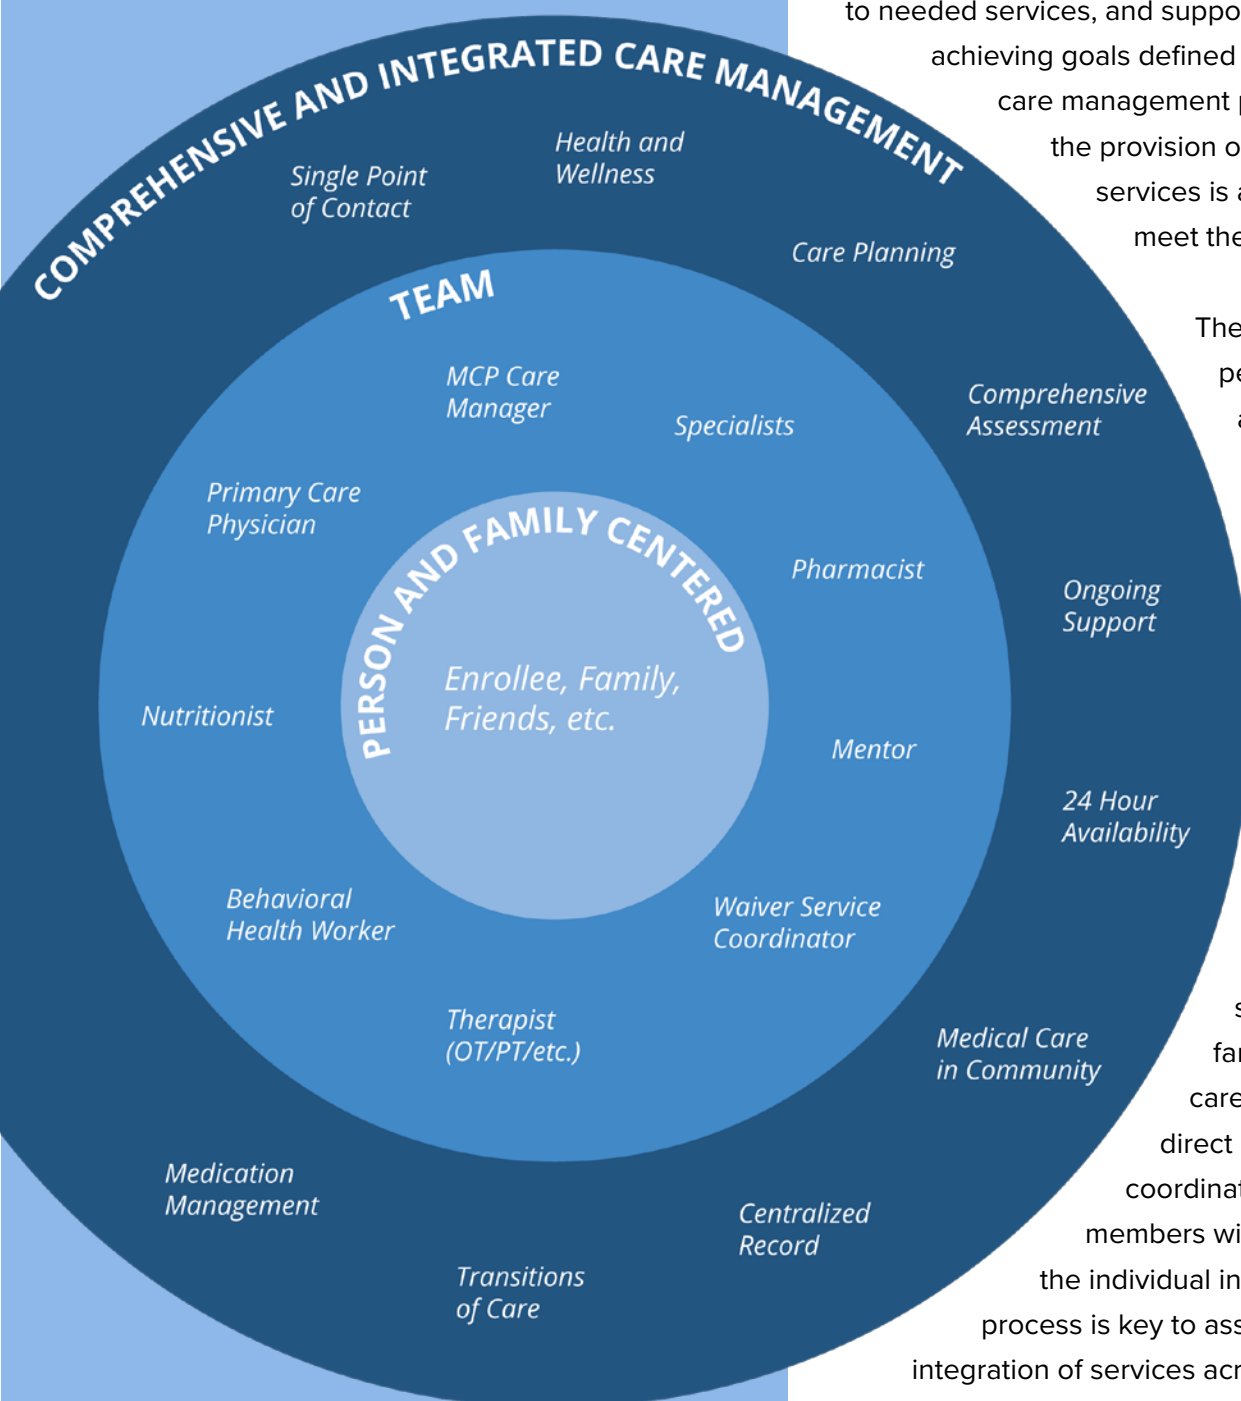 to needed services, and
achieving goals defined
care management
the provision
services is
meet the
The
COMPREHENSIVE AND INTEGRATED CARE MANAGEMENT
Single Point
of Contact
Health and
Wellness
Care Planning
Comprehensive
Assessment
Ongoing
Support
24 Hour
Availability
Medical Care
in Community
Centralized
Record
Transitions
of Care
Medication
Management
TEAM
MCP Care
Manager
Specialists
Primary Care
Physician
Pharmacist
Nutritionist
Mentor
Behavioral
Health Worker
Waiver Service
Coordinator
Therapist
(OT/PT/etc.)
PERSON AND FAMILY CENTERED
Enrollee, Family,
Friends, etc.
care
direct
members
the individual in
process is key to
integration of services